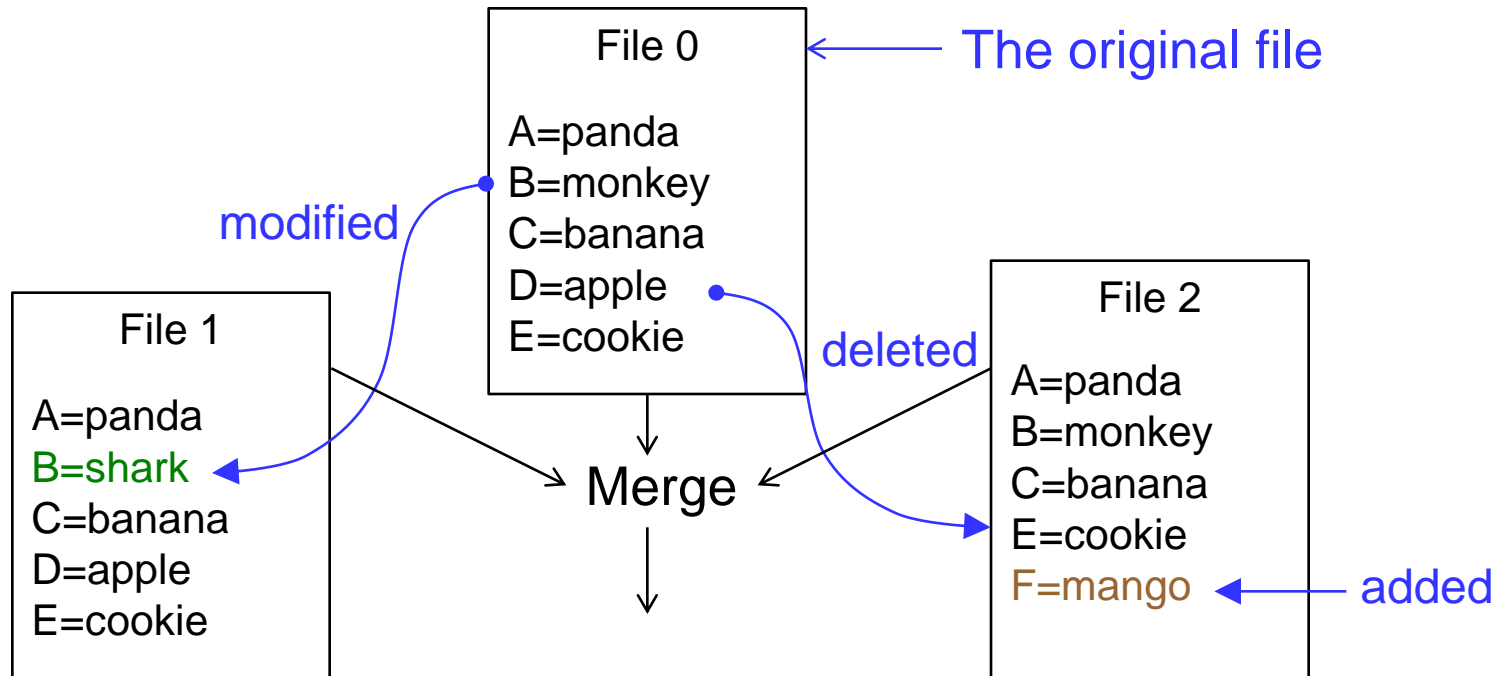 File 0
The original file
A=panda
B=monkey
C=banana
D=apple
E=cookie
modified
deleted
File 1
A=panda
B=shark
C=banana
D=apple
E=cookie
Merge
File 2
A=panda
B=monkey
C=banana
E=cookie
F=mango
added